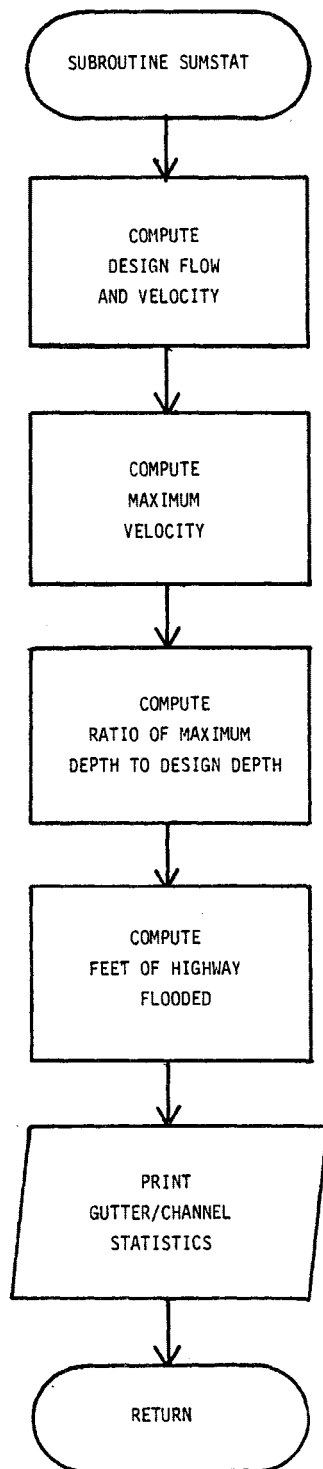 SUBROUTINE SUMSTAT
COMPUTE
DESIGN FLOW
AND VELOCITY
COMPUTE
MAXIMUM
VELOCITY
COMPUTE
RATIO OF MAXIMUM
DEPTH TO DESIGN DEPTH
COMPUTE
FEET OF HIGHWAY
FLOODED
PRINT
GUTTER/CHANNEL
STATISTICS
RETURN